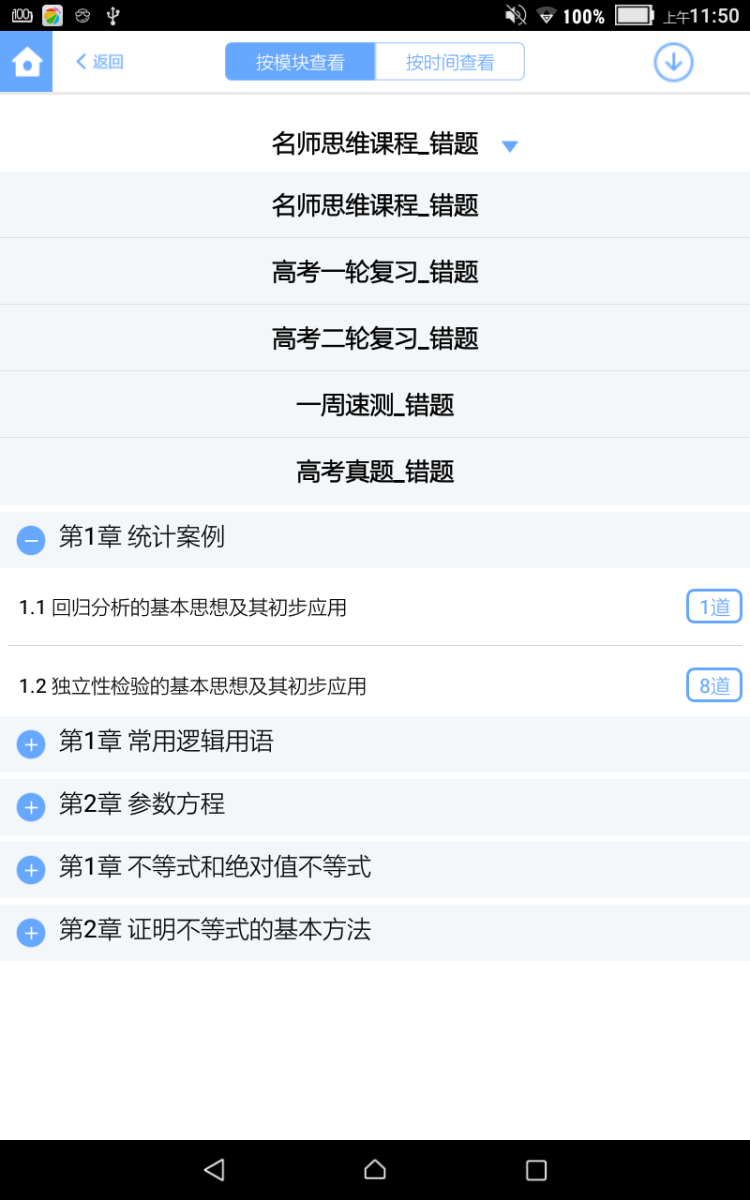 100
100%
上午11:50
返回
按模块查看
按时间查看
名师思维课程_错题
名师思维课程_错题
高考一轮复习_错题
高考二轮复习_错题
一周速测_错题
高考真题_错题
第1章 统计案例
1.1 回归分析的基本思想及其初步应用
1道
1.2 独立性检验的基本思想及其初步应用
8道
第1章 常用逻辑用语
第2章 参数方程
第1章 不等式和绝对值不等式
第2章 证明不等式的基本方法